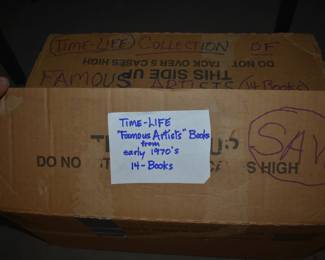 (TIME-LIFE) COLLECTION OF
DO NOT TACK OVER 5 CASES HIGH
THIS SIDE UP
FAMOUS ARTISTS (14 Books)
TIME-LIFE
"Famous Artists" Books
from
early 1970's
14-Books
DO NO
S HIGH
SAV